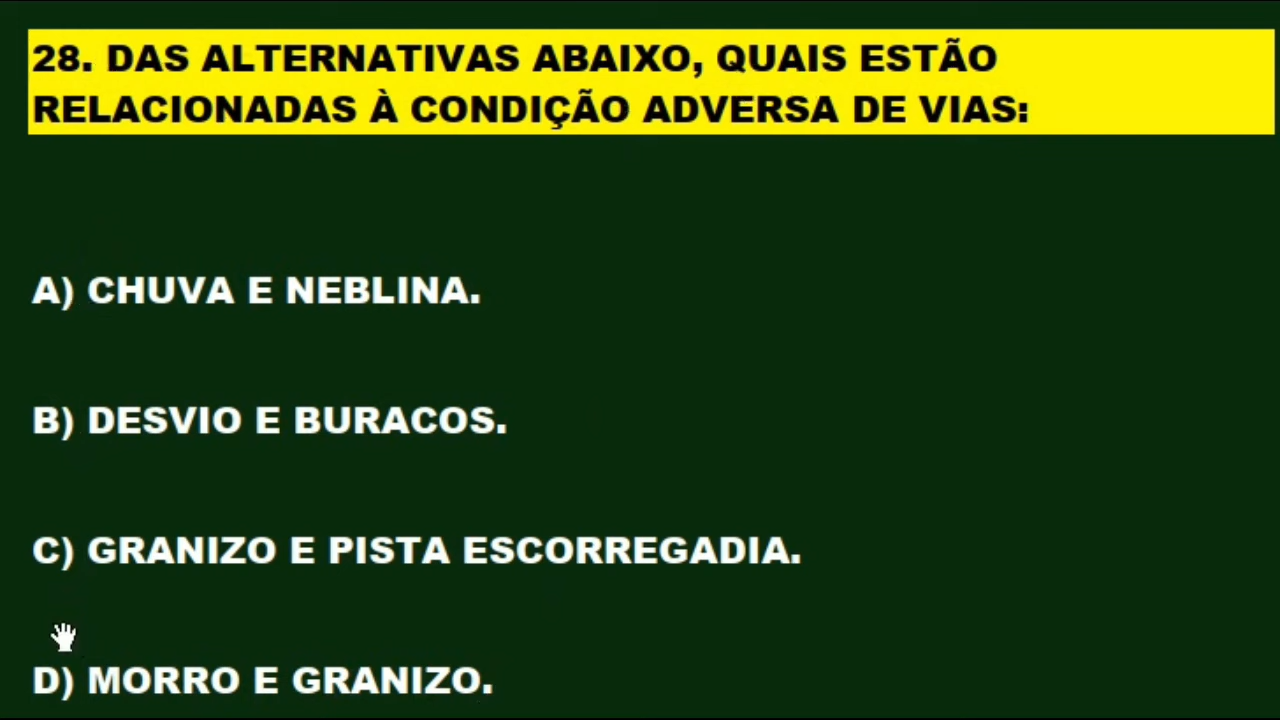 28. DAS ALTERNATIVAS ABAIXO, QUAIS ESTÃO
RELACIONADAS À CONDIÇÃO ADVERSA DE VIAS:
A) CHUVA E NEBLINA.
B) DESVIO E BURACOS.
C) GRANIZO E PISTA ESCORREGADIA.
D) MORRO E GRANIZO.